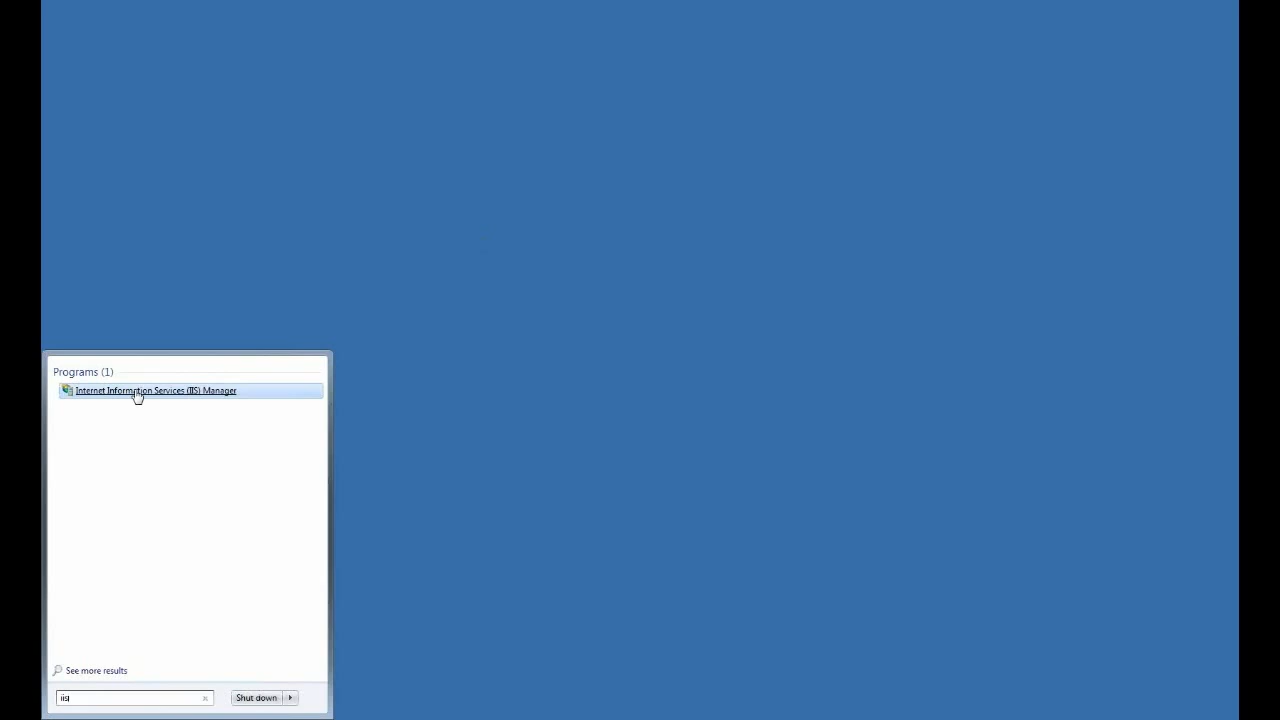 Programs (1)
Internet Information Services (IIS) Manager
See more results
iis
Shut down